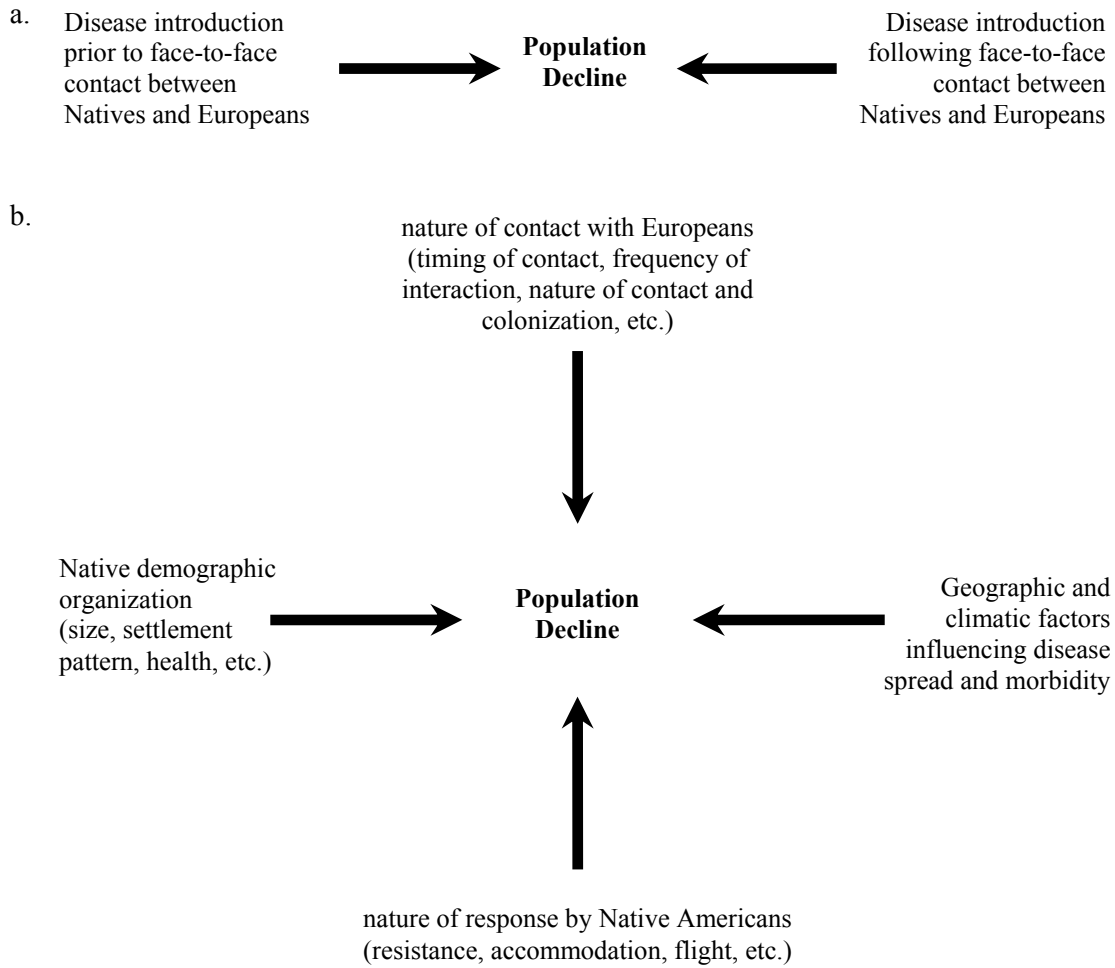 a.
Disease introduction
prior to face-to-face
contact between
Natives and Europeans
Population
Decline
Disease introduction
following face-to-face
contact between
Natives and Europeans
b.
nature of contact with Europeans
(timing of contact, frequency of
interaction, nature of contact and
colonization, etc.)
Native demographic
organization
(size, settlement
pattern, health, etc.)
Population
Decline
Geographic and
climatic factors
influencing disease
spread and morbidity
nature of response by Native Americans
(resistance, accommodation, flight, etc.)